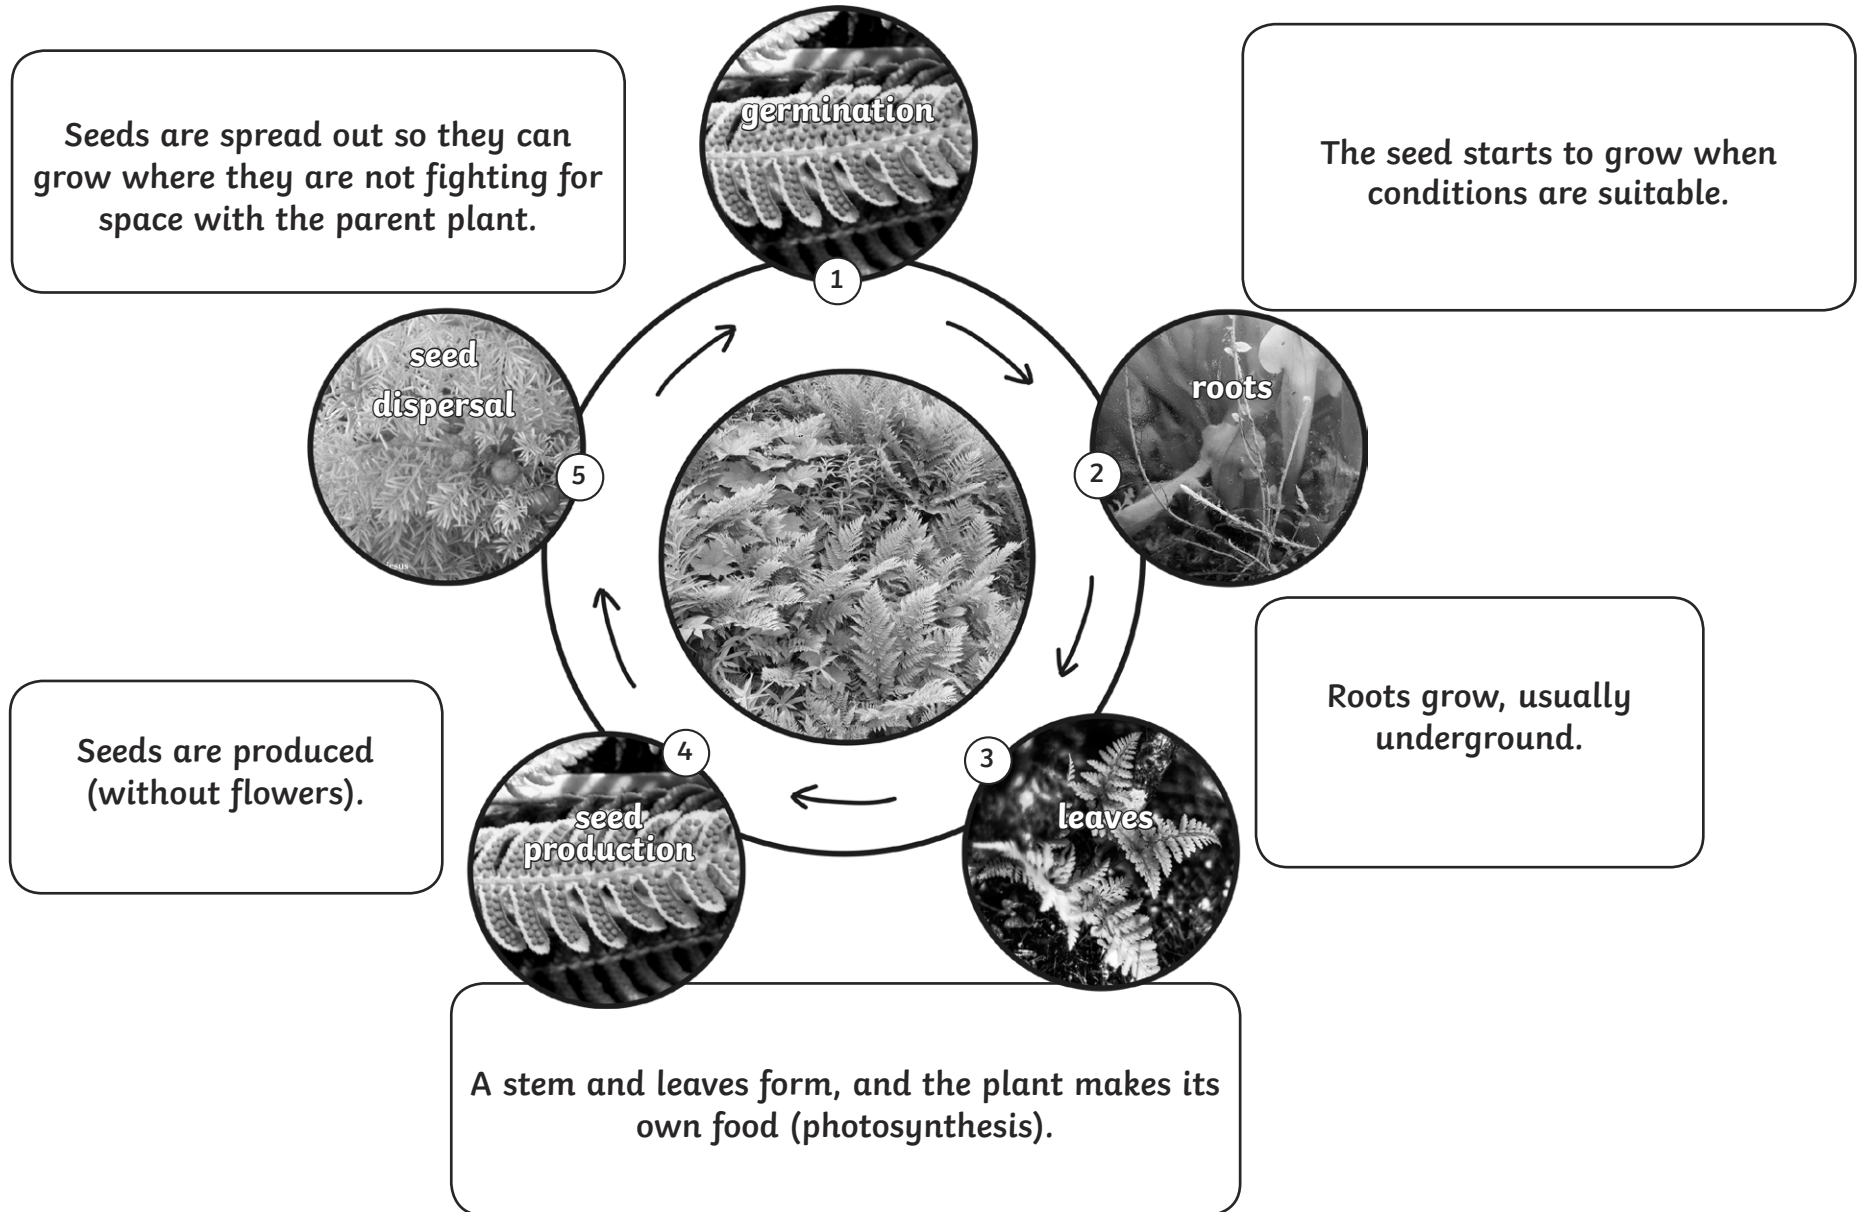 germination
1
The seed starts to grow when
conditions are suitable.
roots
2
Roots grow, usually
underground.
leaves
3
A stem and leaves form, and the plant makes its
own food (photosynthesis).
seed
production
4
Seeds are produced
(without flowers).
seed
dispersal
5
Seeds are spread out so they can
grow where they are not fighting for
space with the parent plant.